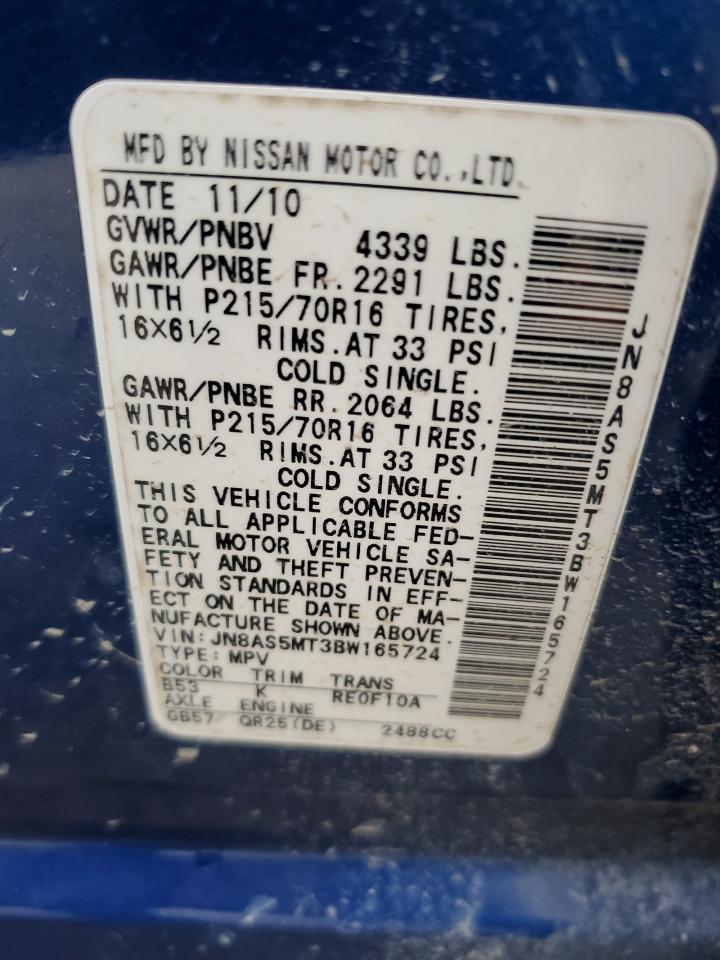 MFD BY NISSAN MOTOR CO.,LTD.
DATE 11/10
GVWR/PNBV 4339 LBS.
GAWR/PNBE FR. 2291 LBS.
WITH P215/70R16 TIRES,
16X6½ RIMS. AT 33 PSI
COLD SINGLE.
GAWR/PNBE RR. 2064 LBS.
WITH P215/70R16 TIRES,
16X6½ RIMS. AT 33 PSI
COLD SINGLE.
THIS VEHICLE CONFORMS
TO ALL APPLICABLE FED-
ERAL MOTOR VEHICLE SA-
FETY AND THEFT PREVEN-
TION STANDARDS IN EFF-
ECT ON THE DATE OF MA-
NUFACTURE SHOWN ABOVE.
VIN: JN8AS5MT3BW165724
TYPE: MPV
COLOR TRIM TRANS
B53 K RE0F10A
AXLE ENGINE
GB57 QR25(DE) 2488CC
JN8AS5MT3BW165724